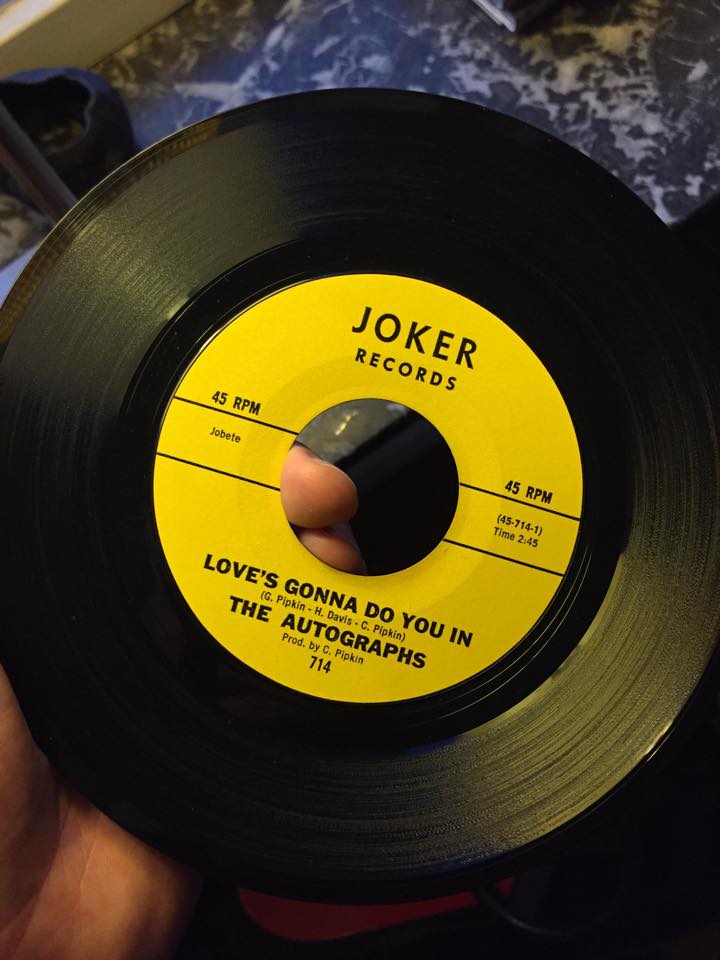 JOKER
RECORDS
45 RPM
Jobete
45 RPM
(45-714-1)
Time 2:45
LOVE'S GONNA DO YOU IN
(G. Pipkin - H. Davis - C. Pipkin)
THE AUTOGRAPHS
Prod. by C. Pipkin
714